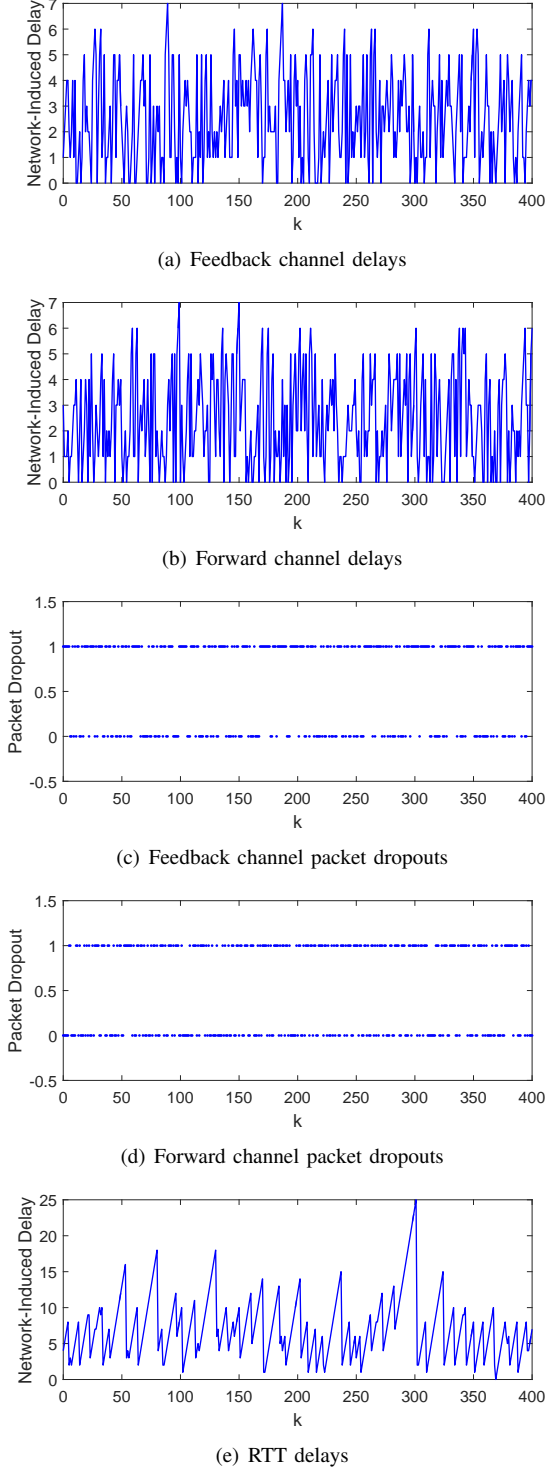 7
6
5
4
3
2
1
0
Network-Induced Delay
0 50 100 150 200 250 300 350 400
k
(a) Feedback channel delays
7
6
5
4
3
2
1
0
Network-Induced Delay
0 50 100 150 200 250 300 350 400
k
(b) Forward channel delays
1.5
1
0.5
0
-0.5
Packet Dropout
0 50 100 150 200 250 300 350 400
k
(c) Feedback channel packet dropouts
1.5
1
0.5
0
-0.5
Packet Dropout
0 50 100 150 200 250 300 350 400
k
(d) Forward channel packet dropouts
25
20
15
10
5
0
Network-Induced Delay
0 50 100 150 200 250 300 350 400
k
(e) RTT delays